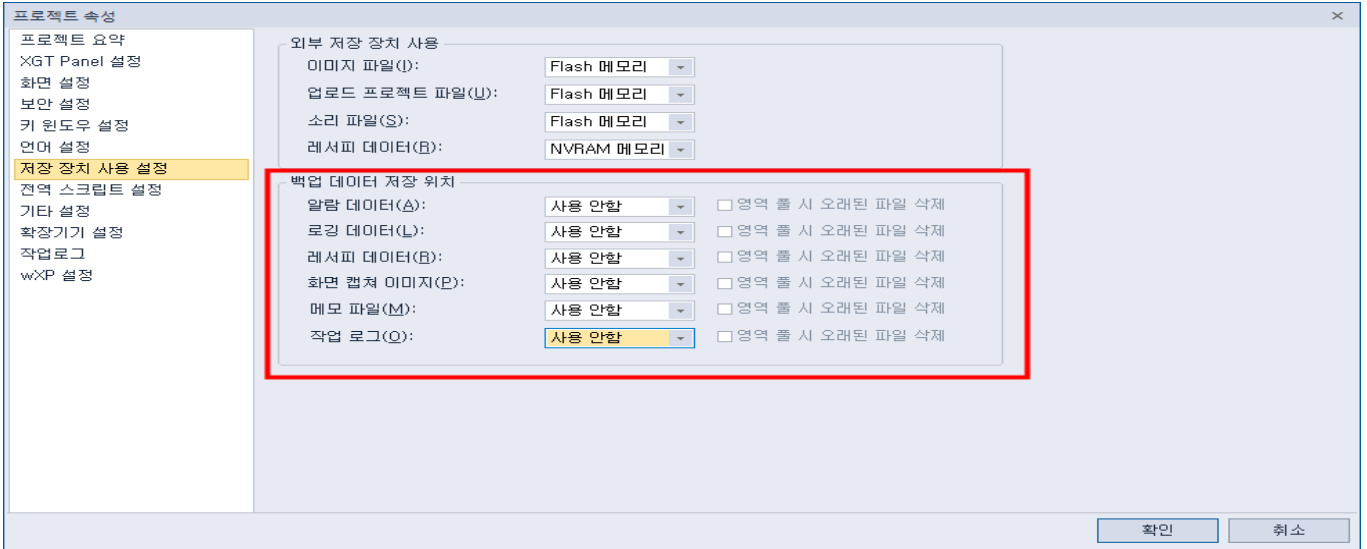 프로젝트 속성
프로젝트 요약
XGT Panel 설정
화면 설정
보안 설정
키 윈도우 설정
언어 설정
저장 장치 사용 설정
전역 스크립트 설정
기타 설정
확장기기 설정
작업로그
wXP 설정
외부 저장 장치 사용
이미지 파일(I): Flash 메모리
업로드 프로젝트 파일(U): Flash 메모리
소리 파일(S): Flash 메모리
레서피 데이터(R): NVRAM 메모리
백업 데이터 저장 위치
알람 데이터(A): 사용 안함 영역 풀 시 오래된 파일 삭제
로깅 데이터(L): 사용 안함 영역 풀 시 오래된 파일 삭제
레서피 데이터(R): 사용 안함 영역 풀 시 오래된 파일 삭제
화면 캡쳐 이미지(P): 사용 안함 영역 풀 시 오래된 파일 삭제
메모 파일(M): 사용 안함 영역 풀 시 오래된 파일 삭제
작업 로그(O): 사용 안함 영역 풀 시 오래된 파일 삭제
확인 취소